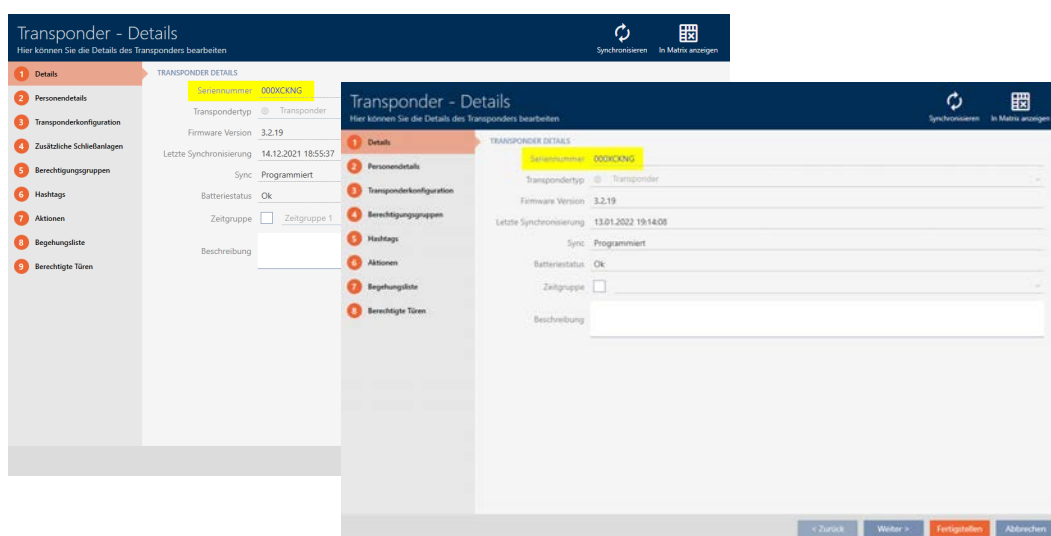 Transponder - Details
Hier können Sie die Details des Transponders bearbeiten
Synchronisieren
In Matrix anzeigen
1 Details
2 Personendetails
3 Transponderkonfiguration
4 Zusätzliche Schließanlagen
5 Berechtigungsgruppen
6 Hashtags
7 Aktionen
8 Begehungsliste
9 Berechtigte Türen
TRANSPONDER DETAILS
Seriennummer 000XCKNG
Transpondertyp Transponder
Firmware Version 3.2.19
Letzte Synchronisierung 14.12.2021 18:55:37
Sync Programmiert
Batteriestatus Ok
Zeitgruppe Zeitgruppe 1
Beschreibung
Transponder - Details
Hier können Sie die Details des Transponders bearbeiten
Synchronisieren
In Matrix anzeigen
1 Details
2 Personendetails
3 Transponderkonfiguration
4 Berechtigungsgruppen
5 Hashtags
6 Aktionen
7 Begehungsliste
8 Berechtigte Türen
TRANSPONDER DETAILS
Seriennummer 000XCKNG
Transpondertyp Transponder
Firmware Version 3.2.19
Letzte Synchronisierung 13.01.2022 19:14:08
Sync Programmiert
Batteriestatus Ok
Zeitgruppe
Beschreibung
< Zurück
Weiter >
Fertigstellen
Abbrechen